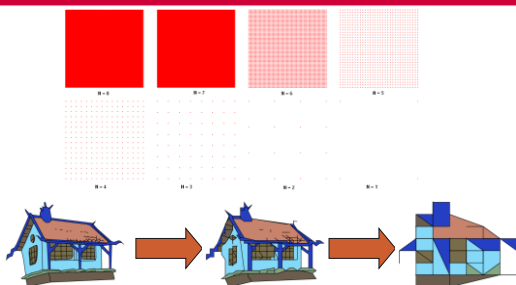 N = 8
N = 7
N = 6
N = 5
N = 4
N = 3
N = 2
N = 1